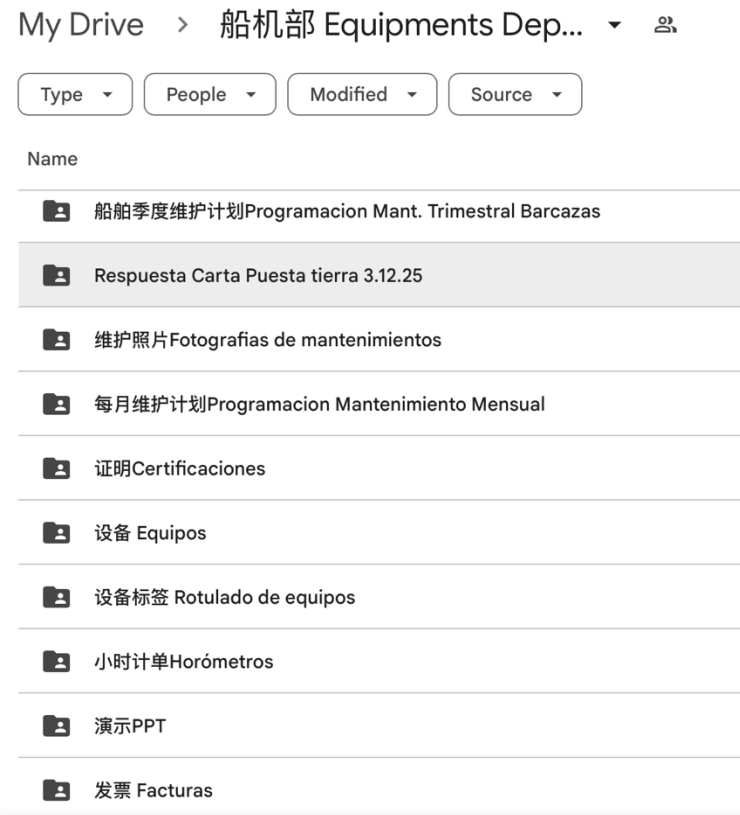 My Drive > 船机部 Equipments Dep...
Type People Modified Source
Name
船舶季度维护计划Programacion Mant. Trimestral Barcazas
Respuesta Carta Puesta tierra 3.12.25
维护照片Fotografias de mantenimientos
每月维护计划Programacion Mantenimiento Mensual
证明Certificaciones
设备 Equipos
设备标签 Rotulado de equipos
小时计单Horómetros
演示PPT
发票 Facturas